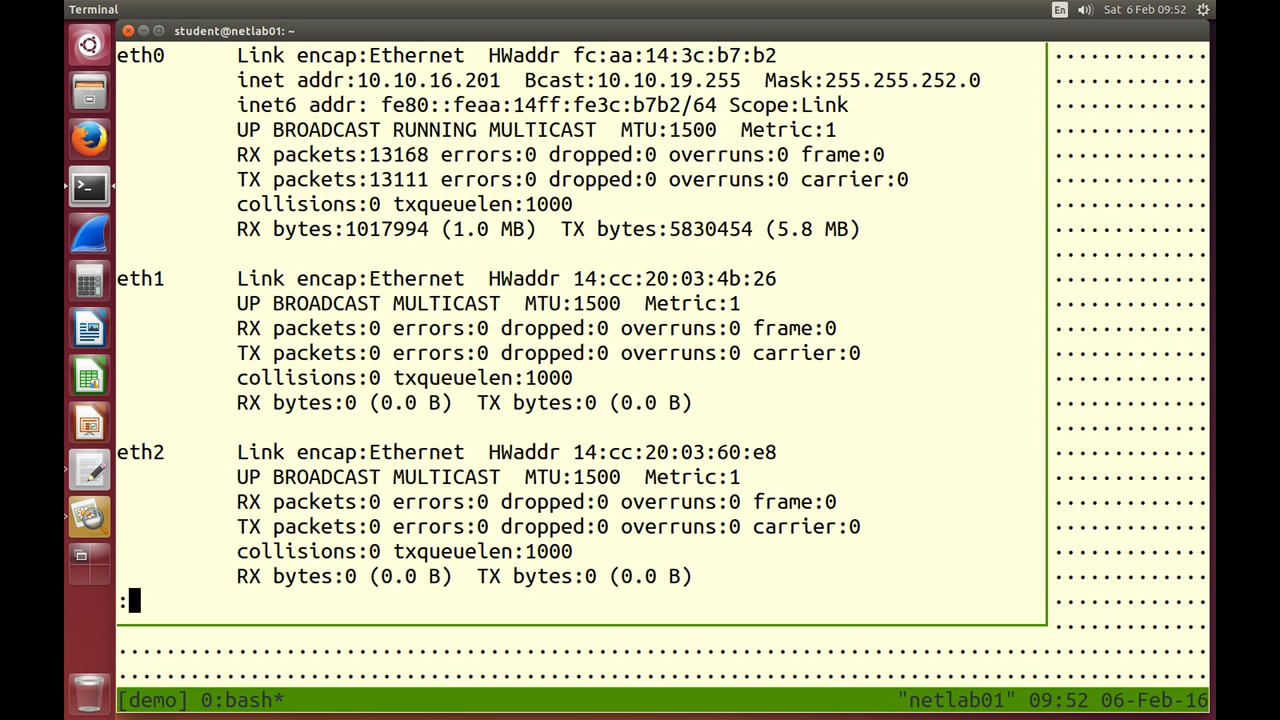 Terminal
En
Sat 6 Feb 09:52
student@netlab01: ~
eth0 Link encap:Ethernet HWaddr fc:aa:14:3c:b7:b2
inet addr:10.10.16.201 Bcast:10.10.19.255 Mask:255.255.252.0
inet6 addr: fe80::feaa:14ff:fe3c:b7b2/64 Scope:Link
UP BROADCAST RUNNING MULTICAST MTU:1500 Metric:1
RX packets:13168 errors:0 dropped:0 overruns:0 frame:0
TX packets:13111 errors:0 dropped:0 overruns:0 carrier:0
collisions:0 txqueuelen:1000
RX bytes:1017994 (1.0 MB) TX bytes:5830454 (5.8 MB)
eth1 Link encap:Ethernet HWaddr 14:cc:20:03:4b:26
UP BROADCAST MULTICAST MTU:1500 Metric:1
RX packets:0 errors:0 dropped:0 overruns:0 frame:0
TX packets:0 errors:0 dropped:0 overruns:0 carrier:0
collisions:0 txqueuelen:1000
RX bytes:0 (0.0 B) TX bytes:0 (0.0 B)
eth2 Link encap:Ethernet HWaddr 14:cc:20:03:60:e8
UP BROADCAST MULTICAST MTU:1500 Metric:1
RX packets:0 errors:0 dropped:0 overruns:0 frame:0
TX packets:0 errors:0 dropped:0 overruns:0 carrier:0
collisions:0 txqueuelen:1000
RX bytes:0 (0.0 B) TX bytes:0 (0.0 B)
:
[demo] 0:bash* "netlab01" 09:52 06-Feb-16